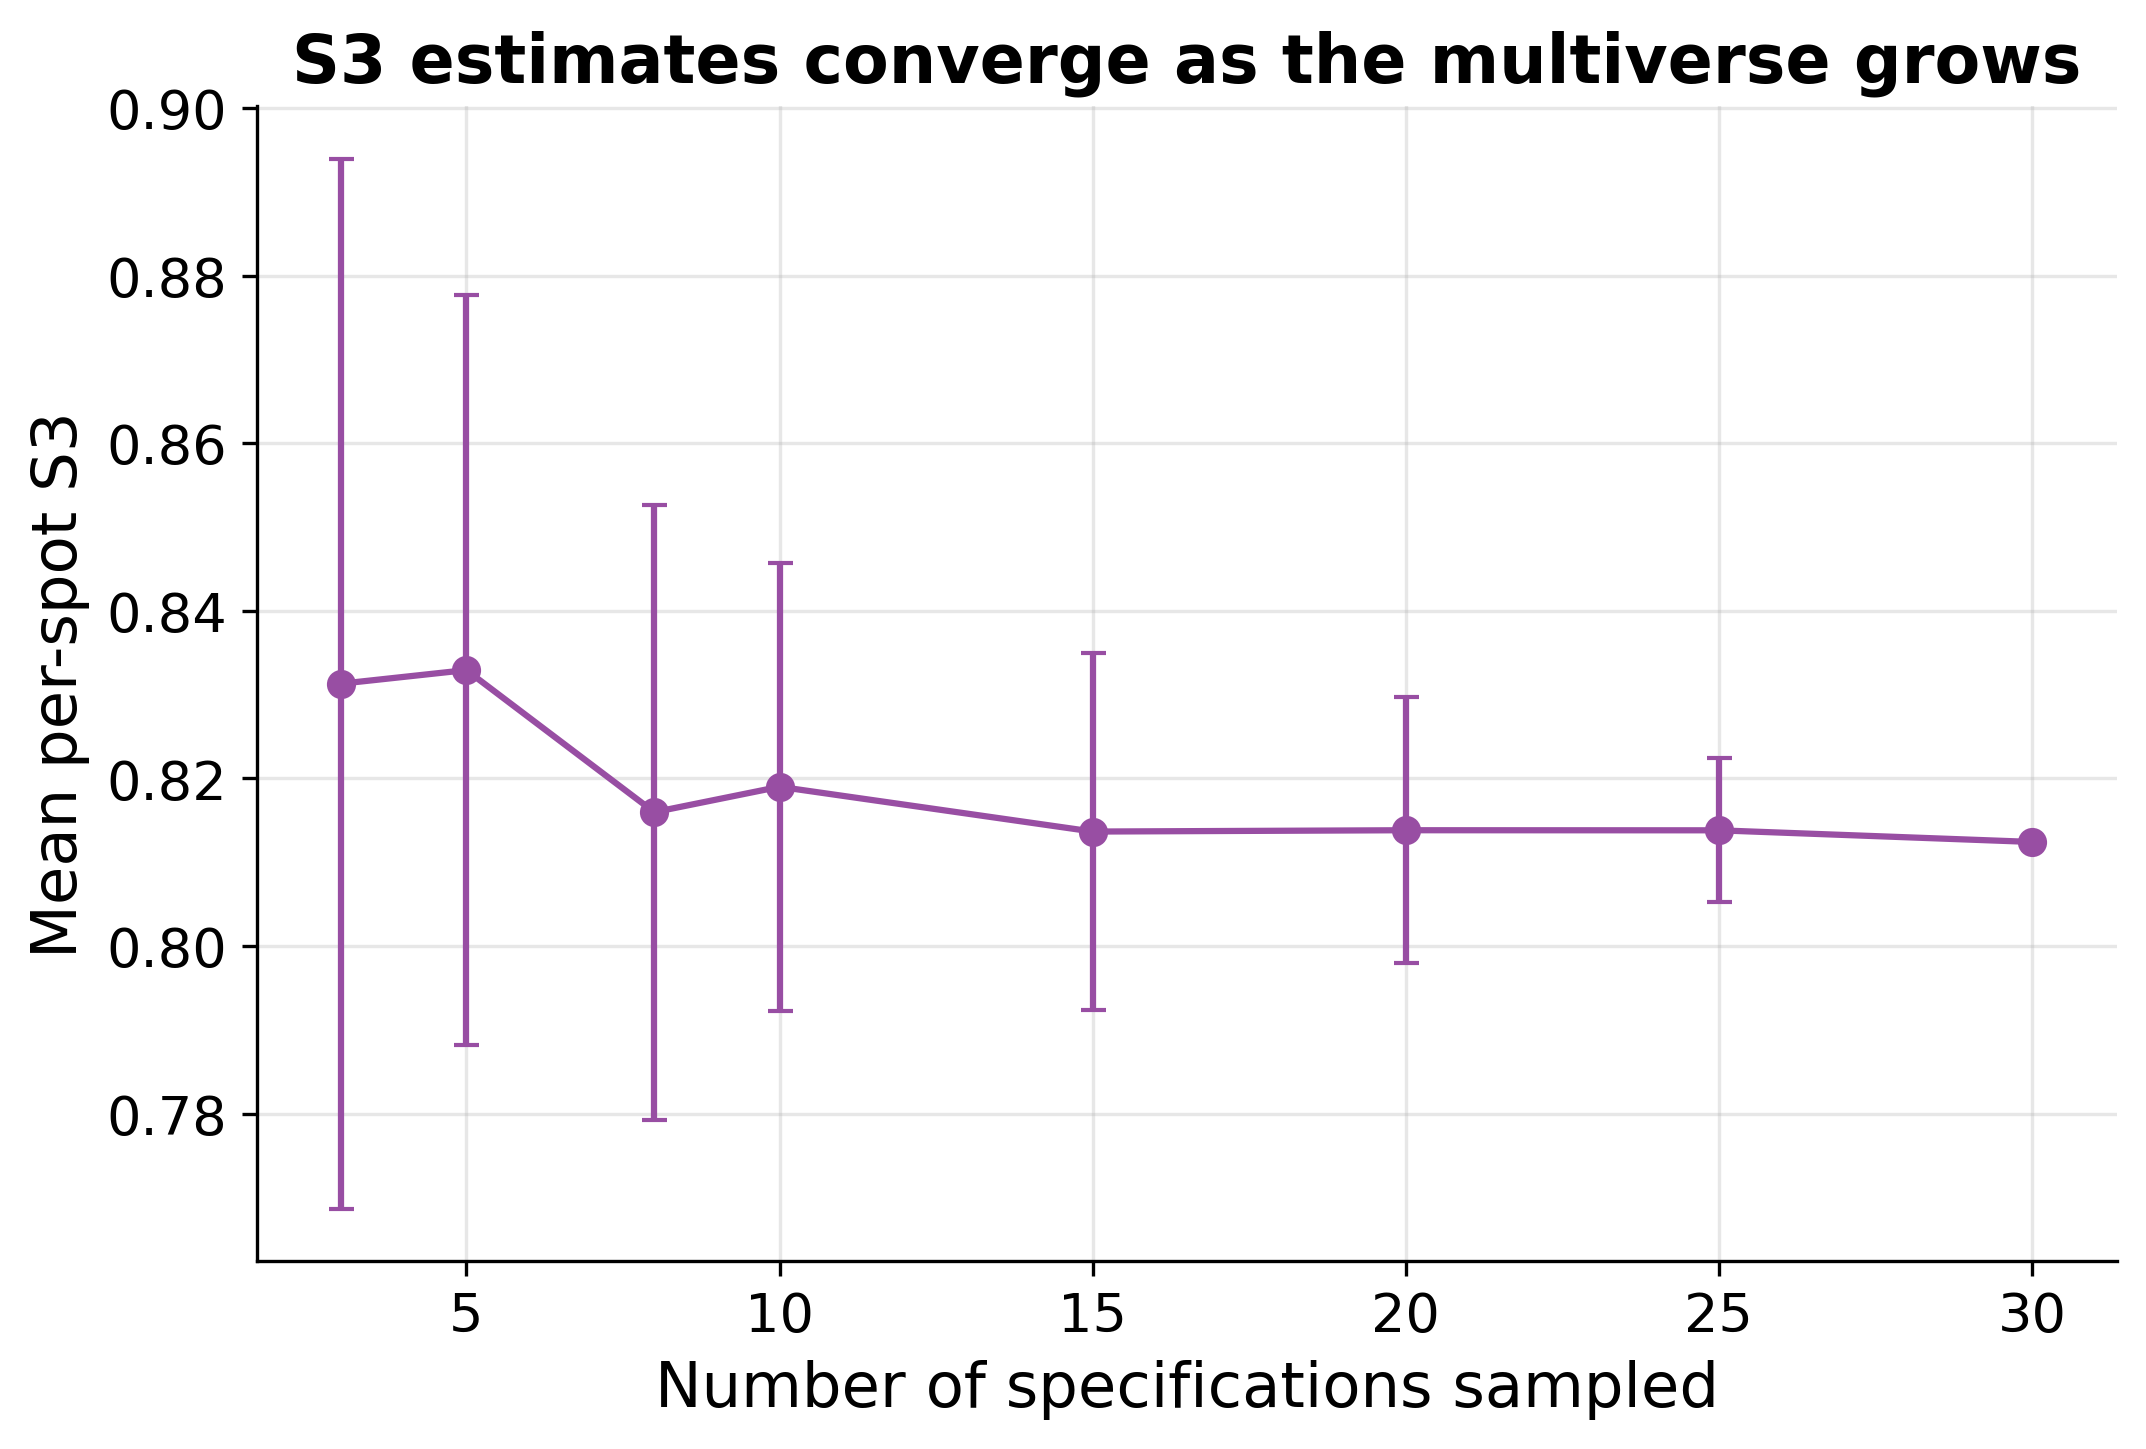 S3 estimates converge as the multiverse grows
0.90
0.88
0.86
0.84
0.82
0.80
0.78
Mean per-spot S3
5 10 15 20 25 30
Number of specifications sampled